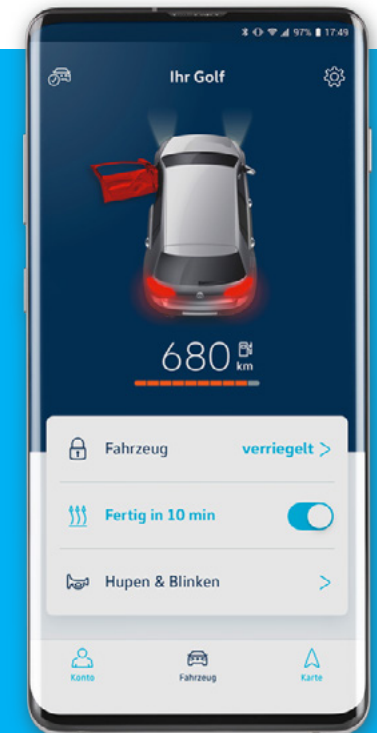 97% 17:49
Ihr Golf
680 km
Fahrzeug verriegelt >
Fertig in 10 min
Hupen & Blinken >
Konto Fahrzeug Karte